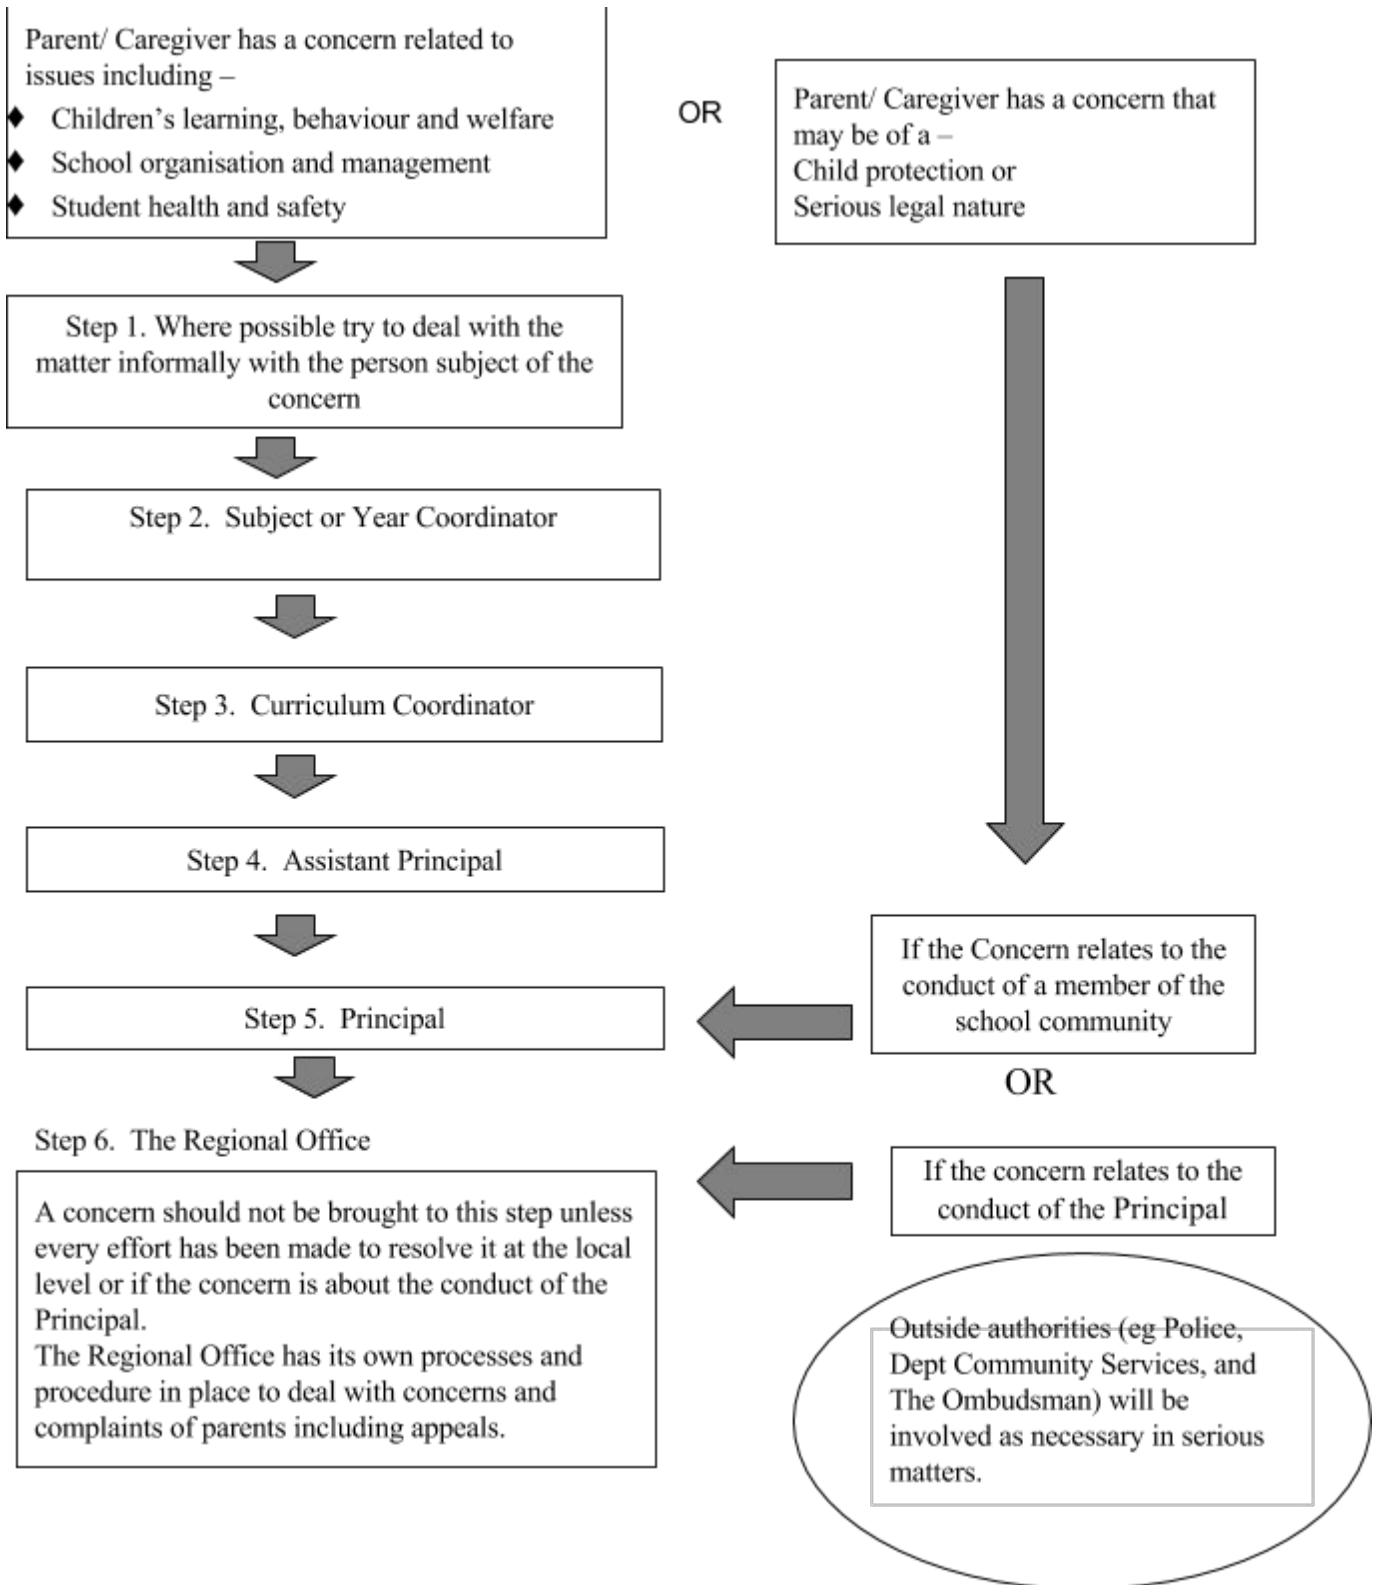 Parent/ Caregiver has a concern related to
issues including –
♦ Children's learning, behaviour and welfare
♦ School organisation and management
♦ Student health and safety
OR
Parent/ Caregiver has a concern that
may be of a –
Child protection or
Serious legal nature
Step 1. Where possible try to deal with the
matter informally with the person subject of the
concern
Step 2. Subject or Year Coordinator
Step 3. Curriculum Coordinator
Step 4. Assistant Principal
If the Concern relates to the
conduct of a member of the
school community
Step 5. Principal
OR
Step 6. The Regional Office
If the concern relates to the
conduct of the Principal
A concern should not be brought to this step unless
every effort has been made to resolve it at the local
level or if the concern is about the conduct of the
Principal.
The Regional Office has its own processes and
procedure in place to deal with concerns and
complaints of parents including appeals.
Outside authorities (eg Police,
Dept Community Services, and
The Ombudsman) will be
involved as necessary in serious
matters.